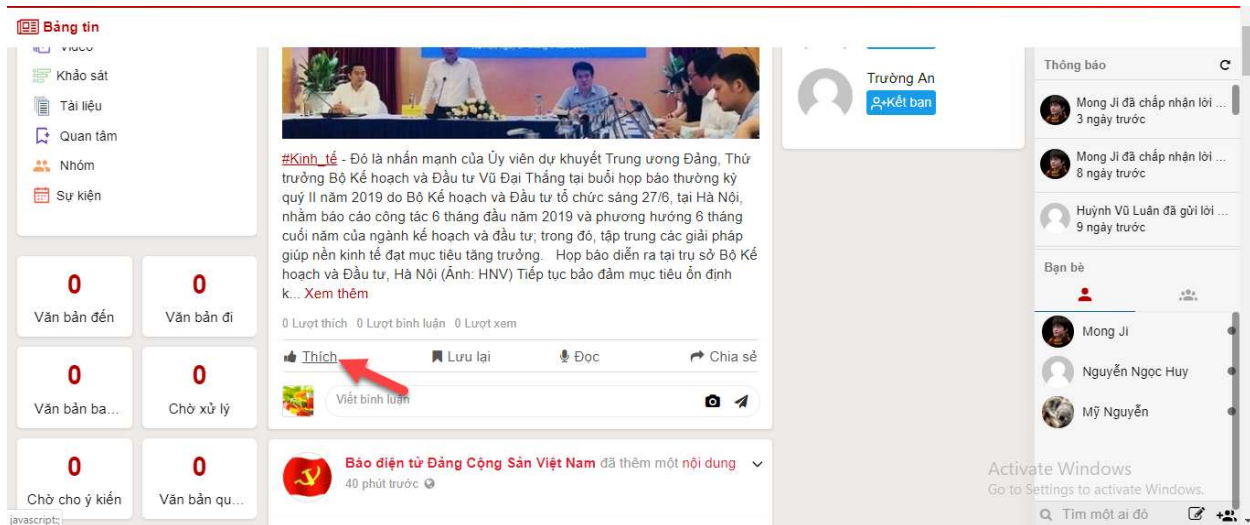 Bảng tin
Video
Khảo sát
Tài liệu
Quan tâm
Nhóm
Sự kiện
0
Văn bản đến
0
Văn bản đi
0
Văn bản ba...
0
Chờ xử lý
0
Chờ cho ý kiến
0
Văn bản qu...
javascript:;
#Kinh_tế - Đó là nhấn mạnh của Ủy viên dự khuyết Trung ương Đảng, Thứ
trưởng Bộ Kế hoạch và Đầu tư Vũ Đại Thắng tại buổi họp báo thường kỳ
quý II năm 2019 do Bộ Kế hoạch và Đầu tư tổ chức sáng 27/6, tại Hà Nội,
nhằm báo cáo công tác 6 tháng đầu năm 2019 và phương hướng 6 tháng
cuối năm của ngành kế hoạch và đầu tư; trong đó, tập trung các giải pháp
giúp nền kinh tế đạt mục tiêu tăng trưởng. Họp báo diễn ra tại trụ sở Bộ Kế
hoạch và Đầu tư, Hà Nội (Ảnh: HNV) Tiếp tục bảo đảm mục tiêu ổn định
k... Xem thêm
0 Lượt thích 0 Lượt bình luận 0 Lượt xem
Thích Lưu lại Đọc Chia sẻ
Viết bình luận
Báo điện tử Đảng Cộng Sản Việt Nam đã thêm một nội dung
40 phút trước
Trường An
Kết bạn
Thông báo
Mong Ji đã chấp nhận lời ...
3 ngày trước
Mong Ji đã chấp nhận lời ...
8 ngày trước
Huỳnh Vũ Luân đã gửi lời ...
9 ngày trước
Bạn bè
Mong Ji
Nguyễn Ngọc Huy
Mỹ Nguyễn
Activate Windows
Go to Settings to activate Windows.
Tìm một ai đó